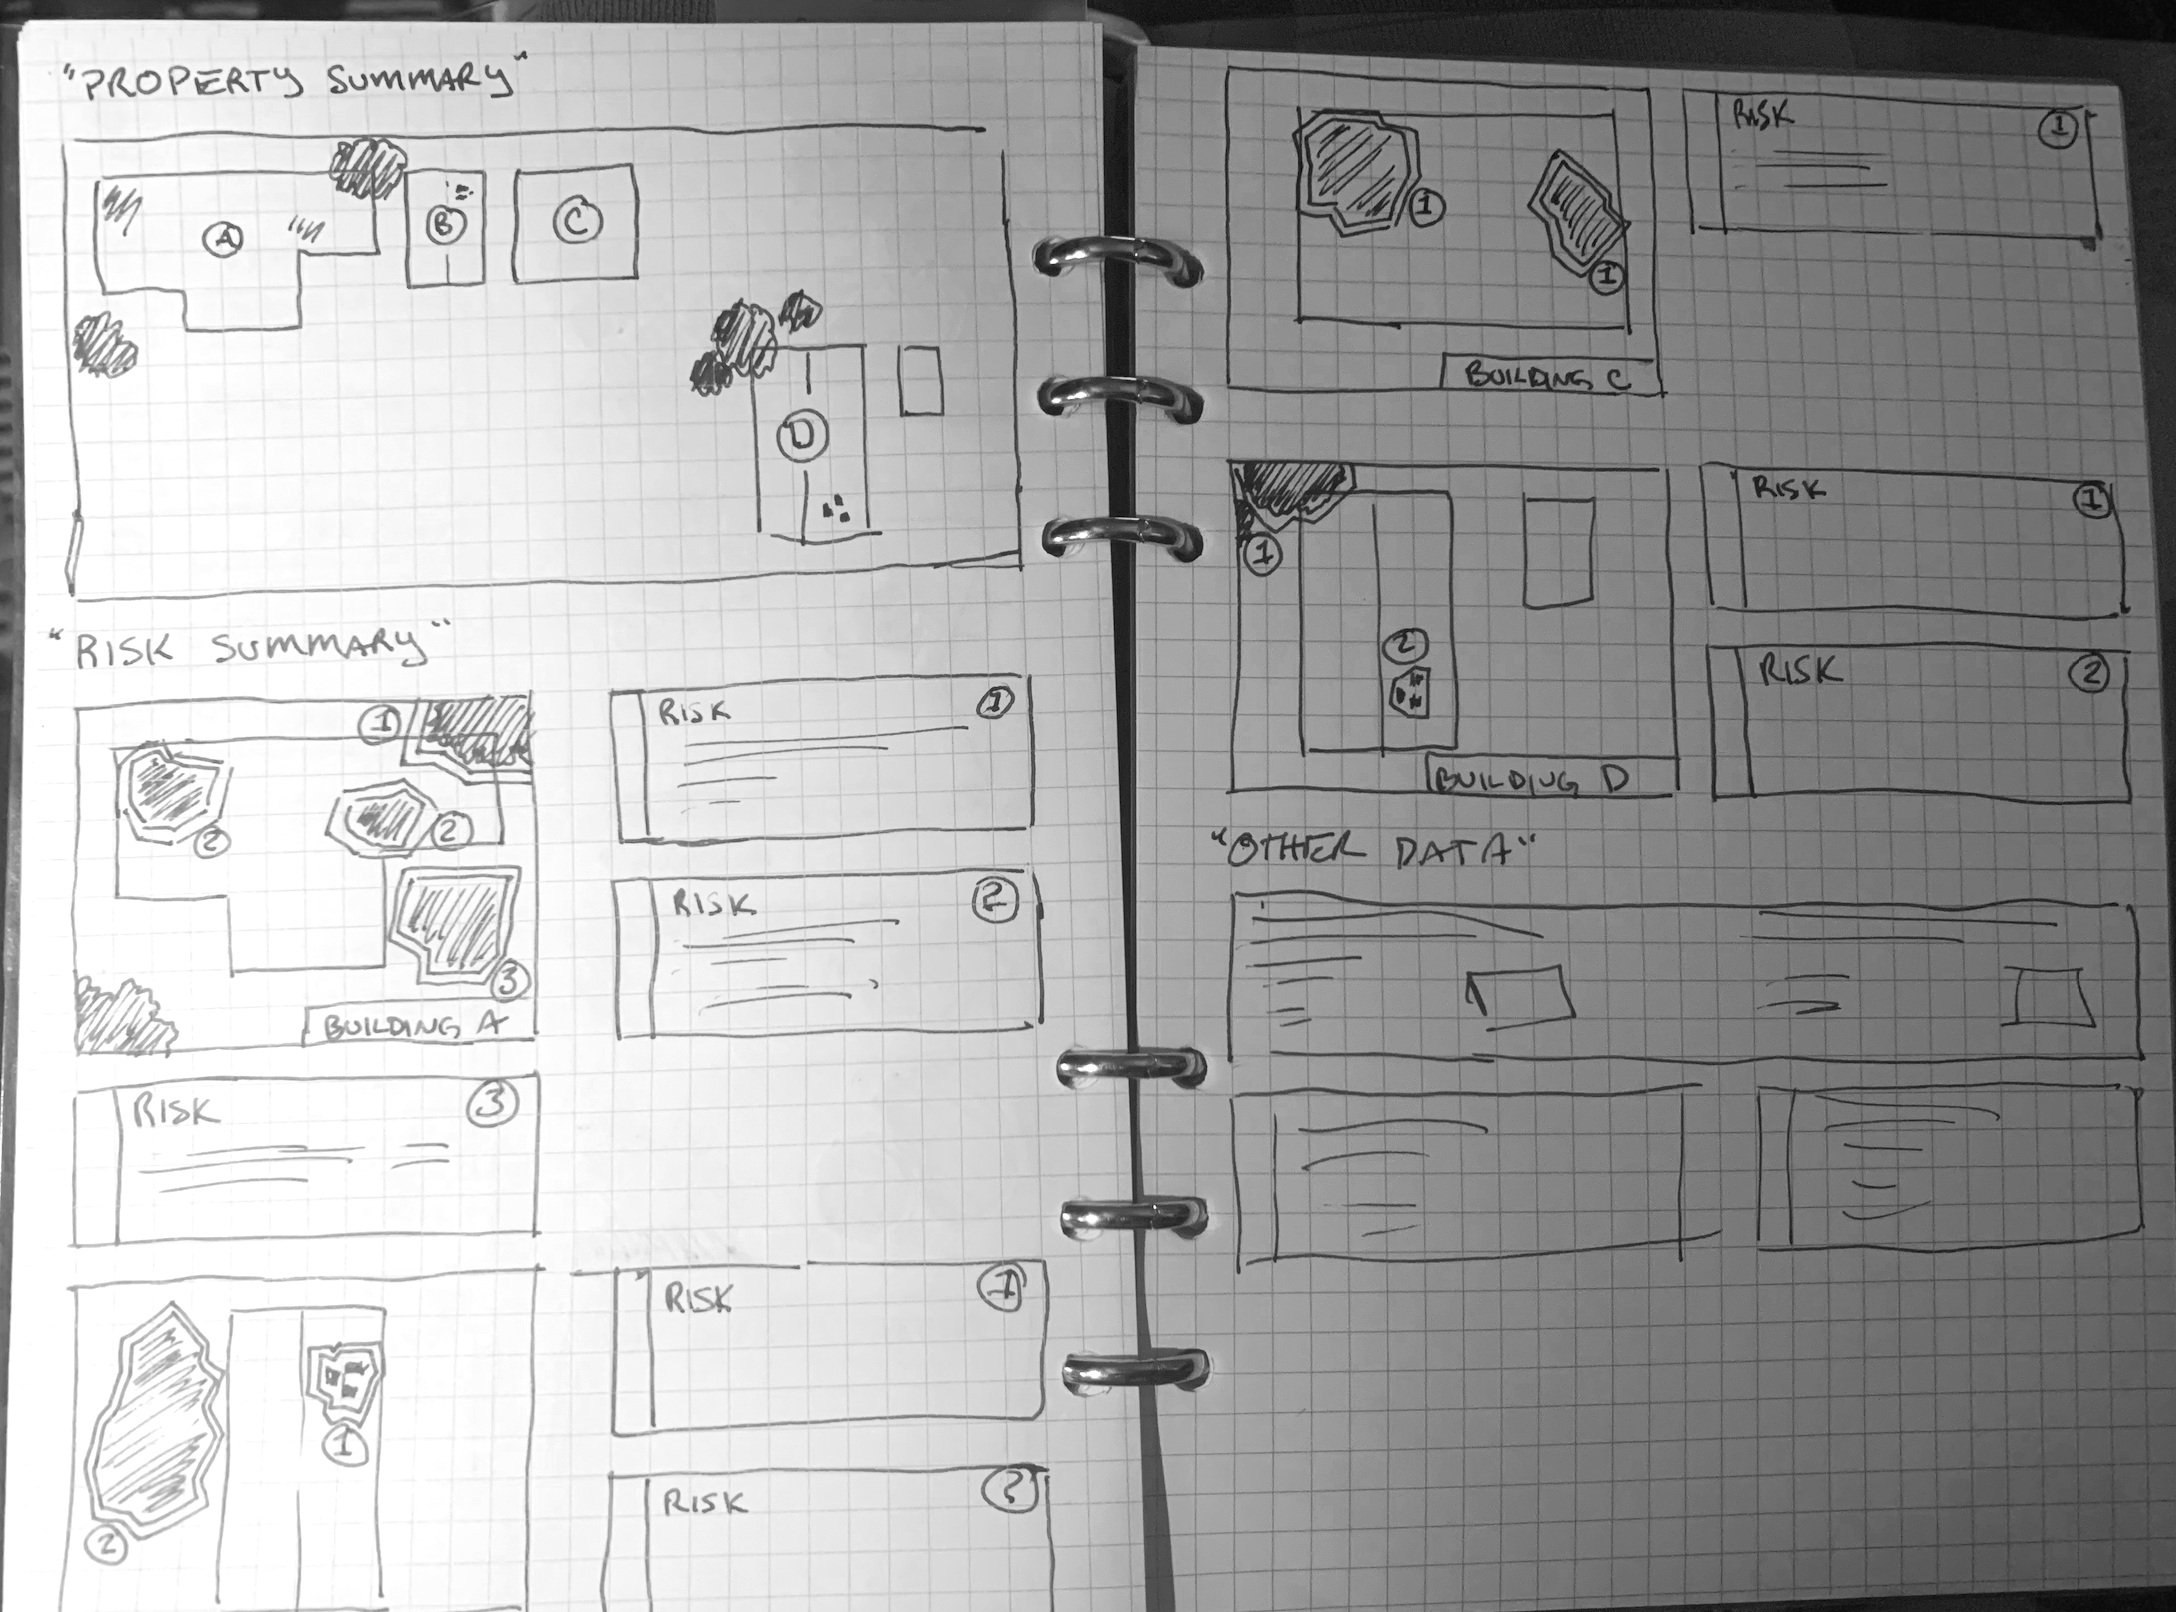 "PROPERTY SUMMARY"
A
B
C
D
"RISK SUMMARY"
1
2
2
3
BUILDING A
RISK 1
RISK 2
RISK 3
1
2
RISK 1
RISK 2
1
1
BUILDING C
RISK 1
1
2
BUILDING D
RISK 1
RISK 2
"OTHER DATA"